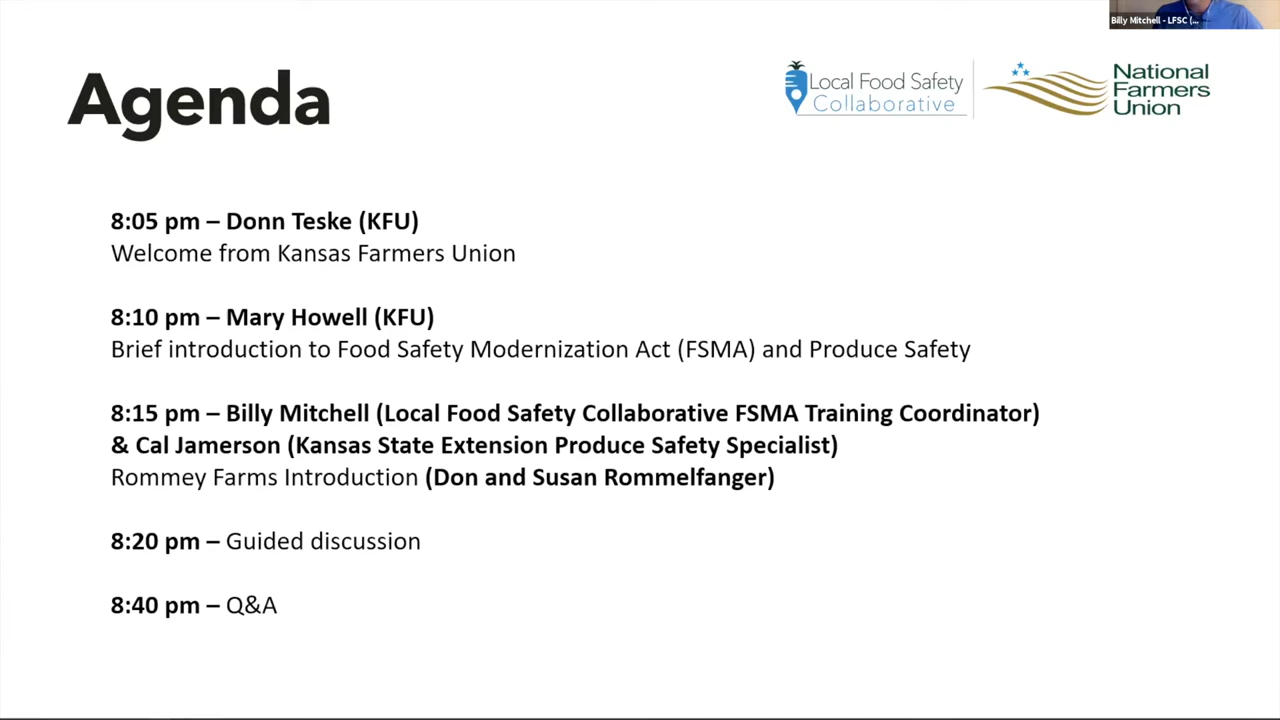 Billy Mitchell - LFSC (...
Agenda
Local Food Safety
Collaborative
National
Farmers
Union
8:05 pm – Donn Teske (KFU)
Welcome from Kansas Farmers Union
8:10 pm – Mary Howell (KFU)
Brief introduction to Food Safety Modernization Act (FSMA) and Produce Safety
8:15 pm – Billy Mitchell (Local Food Safety Collaborative FSMA Training Coordinator)
& Cal Jamerson (Kansas State Extension Produce Safety Specialist)
Rommey Farms Introduction (Don and Susan Rommelfanger)
8:20 pm – Guided discussion
8:40 pm – Q&A